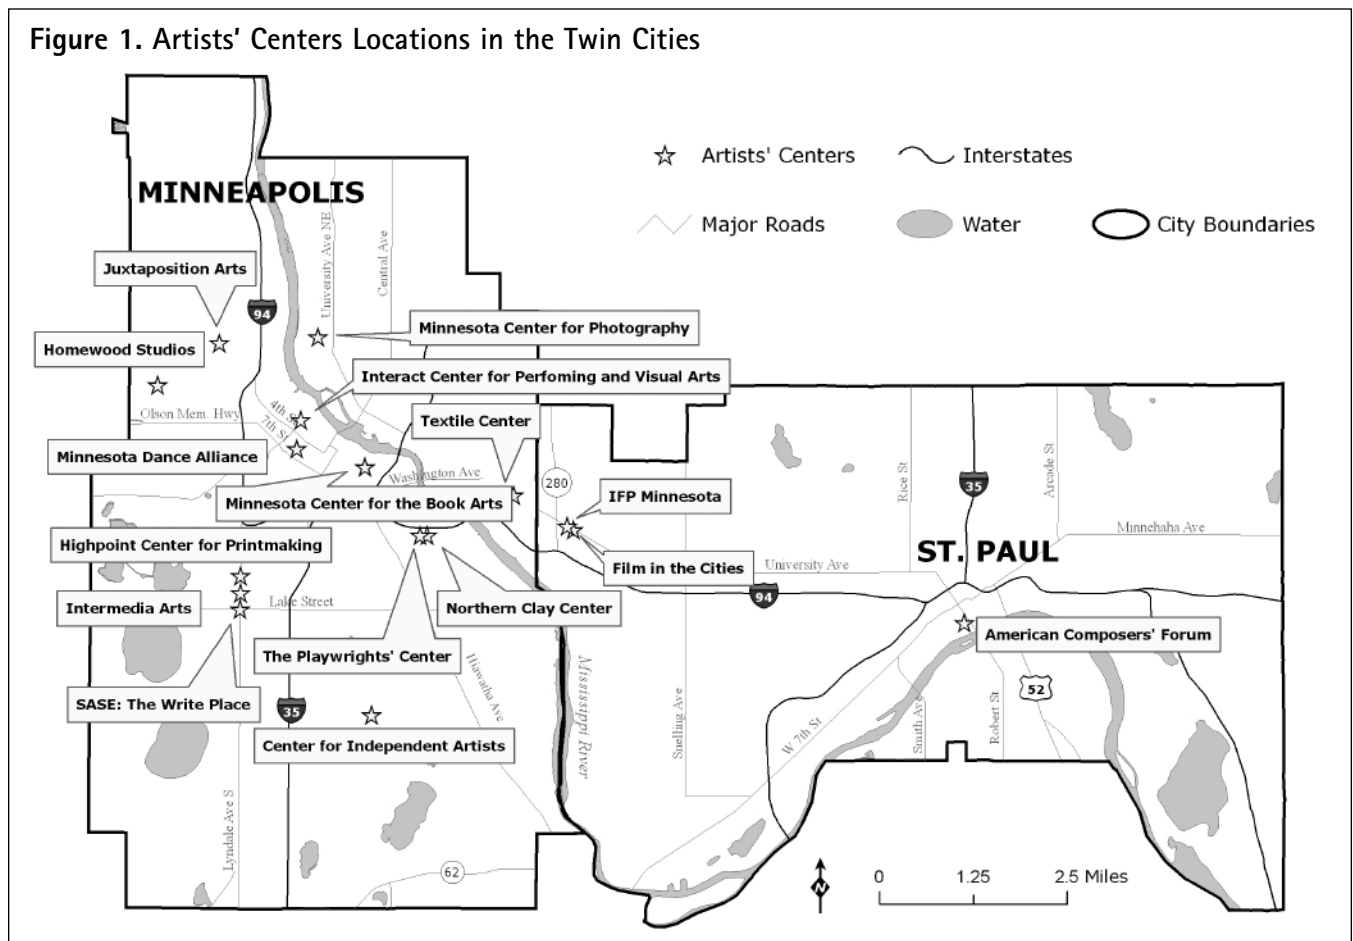 Figure 1. Artists' Centers Locations in the Twin Cities
Artists' Centers
Interstates
Major Roads
Water
City Boundaries
MINNEAPOLIS
Juxtaposition Arts
94
University Ave NE
Central Ave
Homewood Studios
Minnesota Center for Photography
Interact Center for Perfoming and Visual Arts
Olson Mem. Hwy
4th St
7th St
Textile Center
Minnesota Dance Alliance
Washington Ave
280
Minnesota Center for the Book Arts
IFP Minnesota
Rice St
35
Arcade St
Minnehaha Ave
Highpoint Center for Printmaking
ST. PAUL
Film in the Cities
University Ave
94
Intermedia Arts
Lake Street
Northern Clay Center
The Playwrights' Center
American Composers' Forum
SASE: The Write Place
35
Hiawatha Ave
Mississippi River
Snelling Ave
W 7th St
Smith Ave
Robert St
52
Center for Independent Artists
Lyndale Ave S
62
N
0 1.25 2.5 Miles